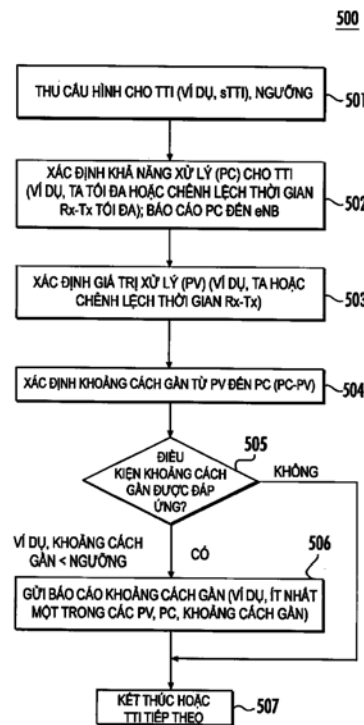 500
THU CẤU HÌNH CHO TTI (VÍ DỤ, sTTI), NGƯỠNG
501
XÁC ĐỊNH KHẢ NĂNG XỬ LÝ (PC) CHO TTI
(VÍ DỤ, TA TỐI ĐA HOẶC CHÊNH LỆCH THỜI GIAN
Rx-Tx TỐI ĐA); BÁO CÁO PC ĐẾN eNB
502
XÁC ĐỊNH GIÁ TRỊ XỬ LÝ (PV) (VÍ DỤ, TA HOẶC
CHÊNH LỆCH THỜI GIAN Rx-Tx)
503
XÁC ĐỊNH KHOẢNG CÁCH GẦN TỪ PV ĐẾN PC (PC-PV)
504
ĐIỀU
KIỆN KHOẢNG CÁCH
GẦN ĐƯỢC ĐÁP
ỨNG?
505
KHÔNG
VÍ DỤ, KHOẢNG CÁCH
GẦN < NGƯỠNG
CÓ
506
GỬI BÁO CÁO KHOẢNG CÁCH GẦN (VÍ DỤ, ÍT NHẤT
MỘT TRONG CÁC PV, PC, KHOẢNG CÁCH GẦN)
KẾT THÚC HOẶC
TTI TIẾP THEO
507